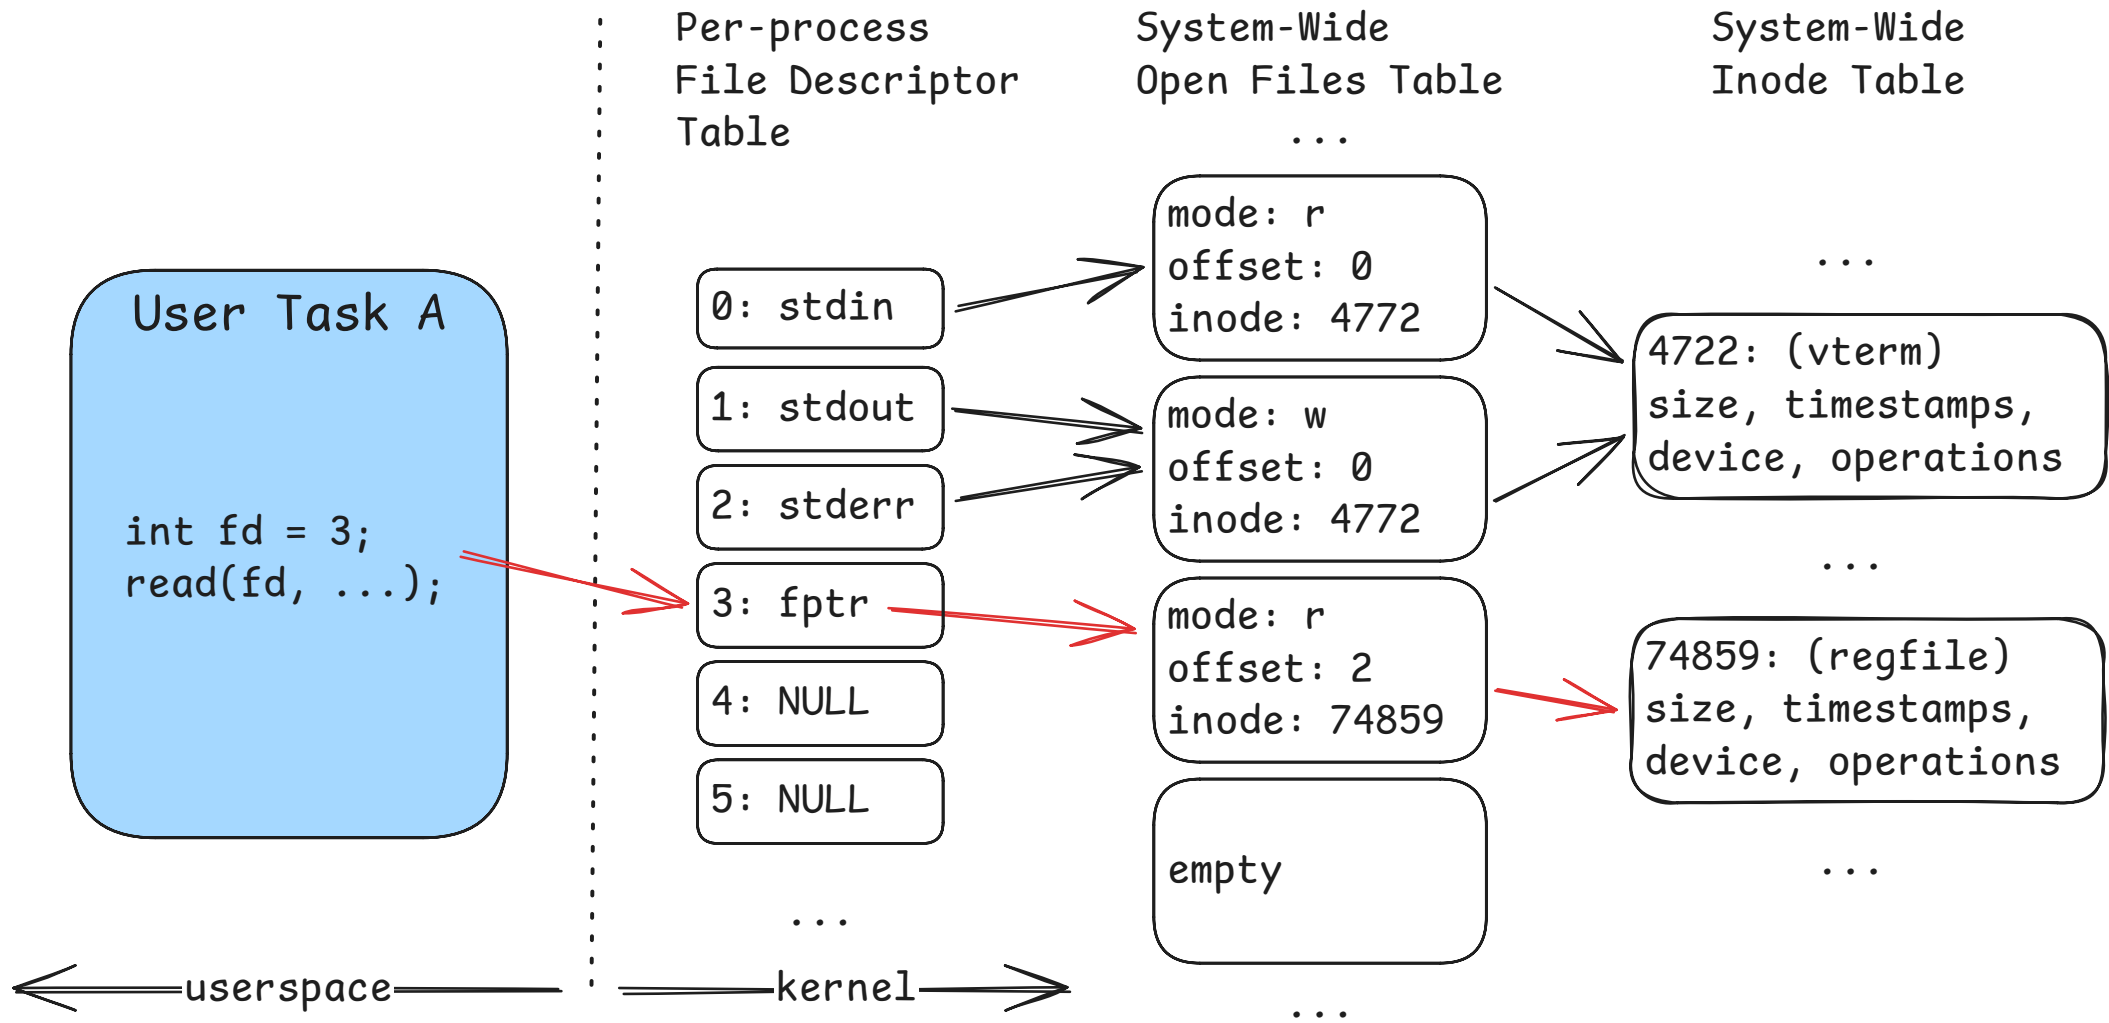 Per-process
File Descriptor
Table
System-Wide
Open Files Table
...
System-Wide
Inode Table
User Task A
int fd = 3;
read(fd, ...);
0: stdin
1: stdout
2: stderr
3: fptr
4: NULL
5: NULL
...
mode: r
offset: 0
inode: 4772
mode: w
offset: 0
inode: 4772
mode: r
offset: 2
inode: 74859
empty
...
...
4722: (vterm)
size, timestamps,
device, operations
...
74859: (regfile)
size, timestamps,
device, operations
...
userspace
kernel